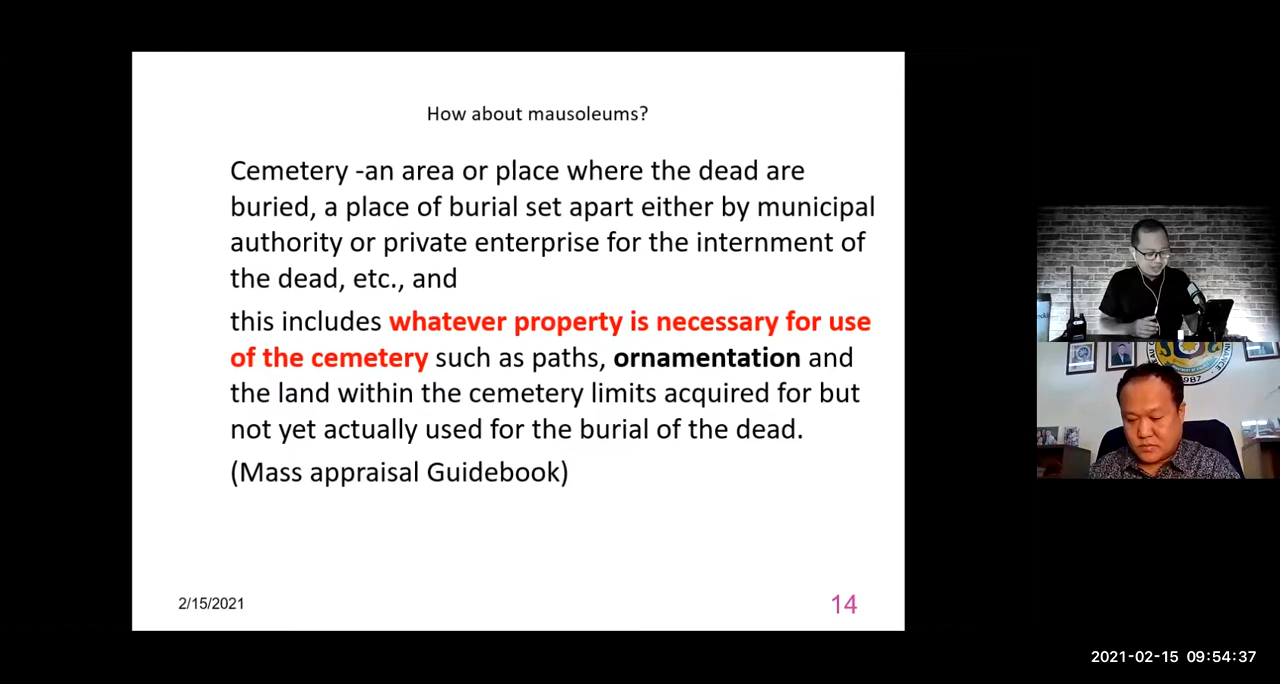 How about mausoleums?
Cemetery -an area or place where the dead are
buried, a place of burial set apart either by municipal
authority or private enterprise for the internment of
the dead, etc., and
this includes whatever property is necessary for use
of the cemetery such as paths, ornamentation and
the land within the cemetery limits acquired for but
not yet actually used for the burial of the dead.
(Mass appraisal Guidebook)
2/15/2021
14
1987
2021-02-15 09:54:37